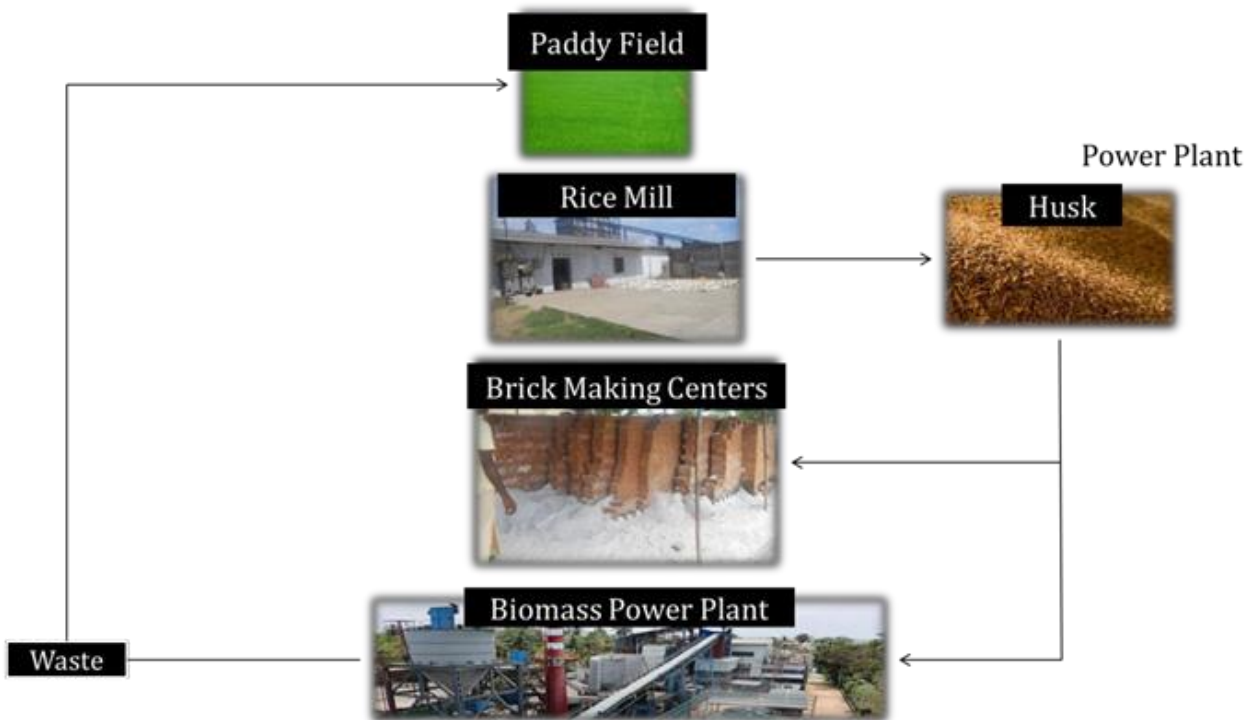 Paddy Field
Power Plant
Rice Mill
Husk
Brick Making Centers
Biomass Power Plant
Waste